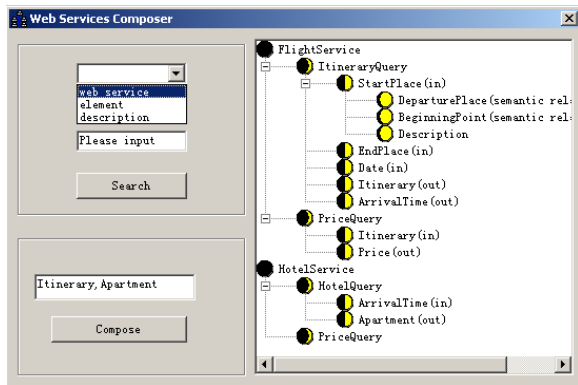 Web Services Composer
web service
element
description
Please input
Search
Itinerary, Apartment
Compose
FlightService
ItineraryQuery
StartPlace(in)
DeparturePlace(semantic rel
BeginningPoint(semantic rel
Description
EndPlace(in)
Date(in)
Itinerary(out)
ArrivalTime(out)
PriceQuery
Itinerary(in)
Price(out)
HotelService
HotelQuery
ArrivalTime(in)
Apartment(out)
PriceQuery